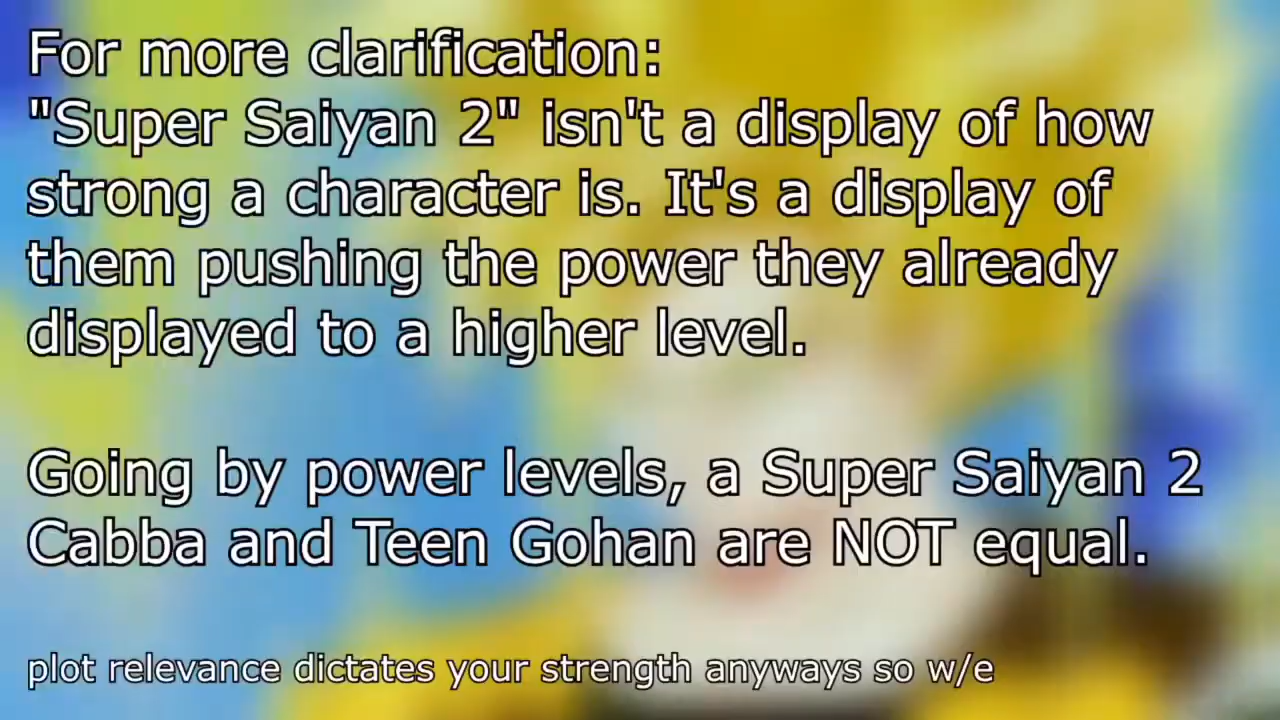 For more clarification:
"Super Saiyan 2" isn't a display of how
strong a character is. It's a display of
them pushing the power they already
displayed to a higher level.
Going by power levels, a Super Saiyan 2
Cabba and Teen Gohan are NOT equal.
plot relevance dictates your strength anyways so w/e